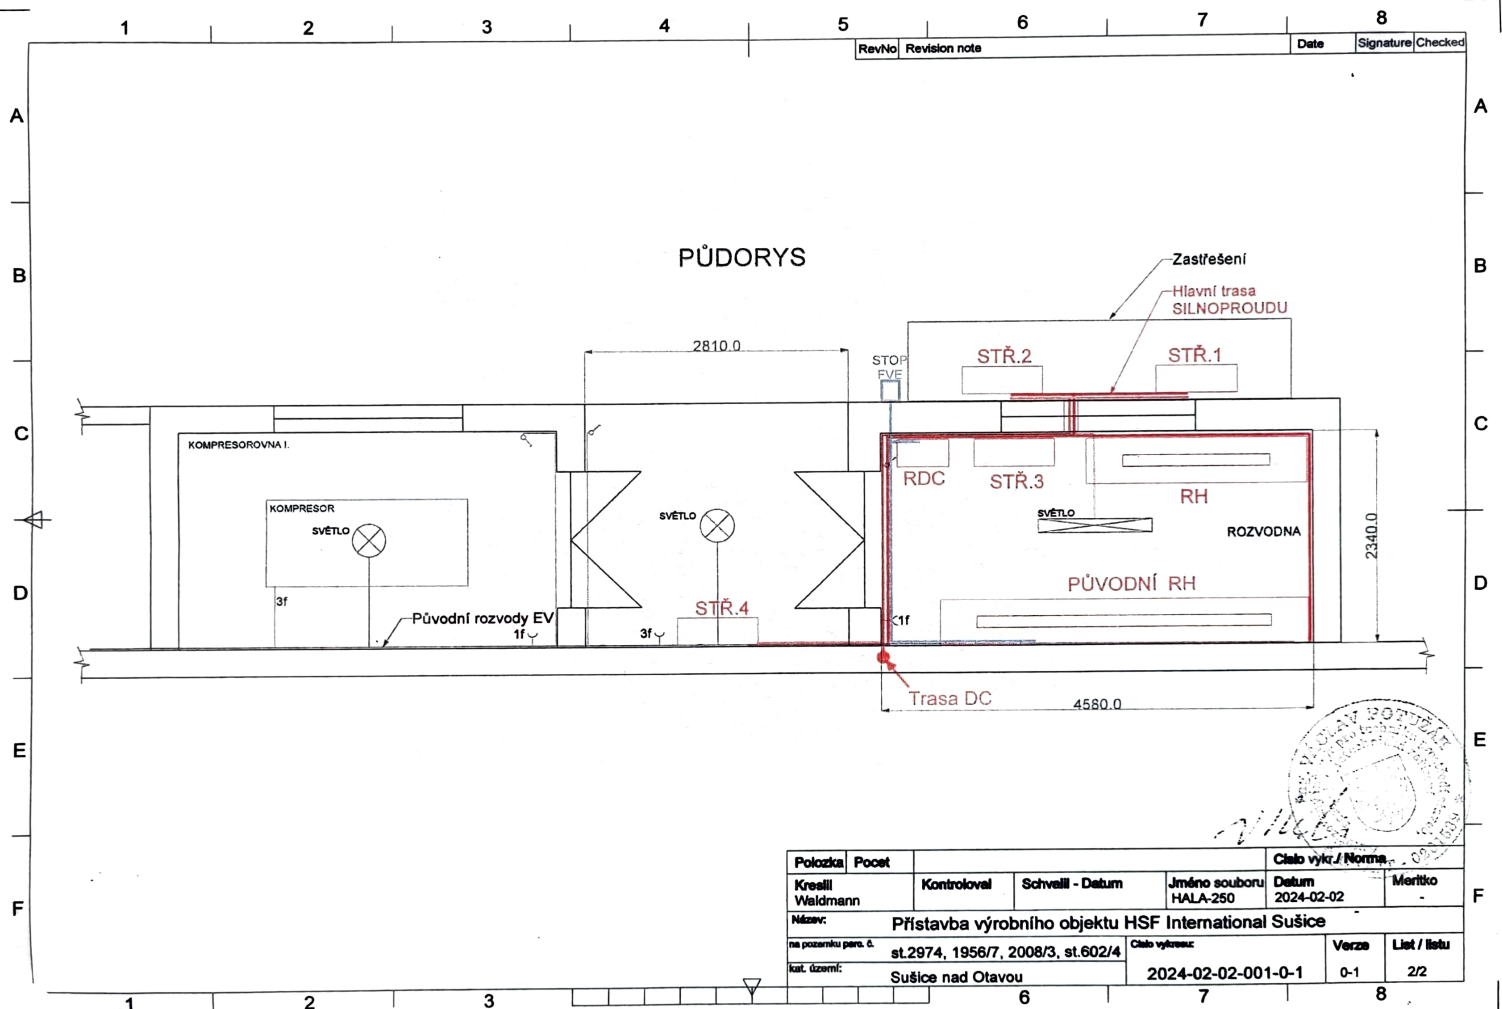 1 2 3 4 5 6 7 8
RevNo Revision note Date Signature Checked
A A
B B
C C
D D
E E
F F
PŮDORYS
Zastřešení
Hlavní trasa
SILNOPROUDU
2810.0
STOP
FVE
STŘ.2
STŘ.1
KOMPRESOROVNA I.
RDC
STŘ.3
RH
KOMPRESOR
SVĚTLO
SVĚTLO
SVĚTLO
ROZVODNA
2340.0
PŮVODNÍ RH
3f
Původní rozvody EV
1f
3f
STŘ.4
1f
Trasa DC
4580.0
VÁCLAV POTUŽÁK
Polozka Pocet Cislo vykr./ Norma
Kreslil Kontroloval Schvalil - Datum Jméno souboru Datum Meritko
Waldmann HALA-250 2024-02-02 -
Název: Přístavba výrobního objektu HSF International Sušice
na pozemku parc. č. st.2974, 1956/7, 2008/3, st.602/4 Cislo vykresu: Verze List / listu
kat. území: Sušice nad Otavou 2024-02-02-001-0-1 0-1 2/2
1 2 3 6 7 8